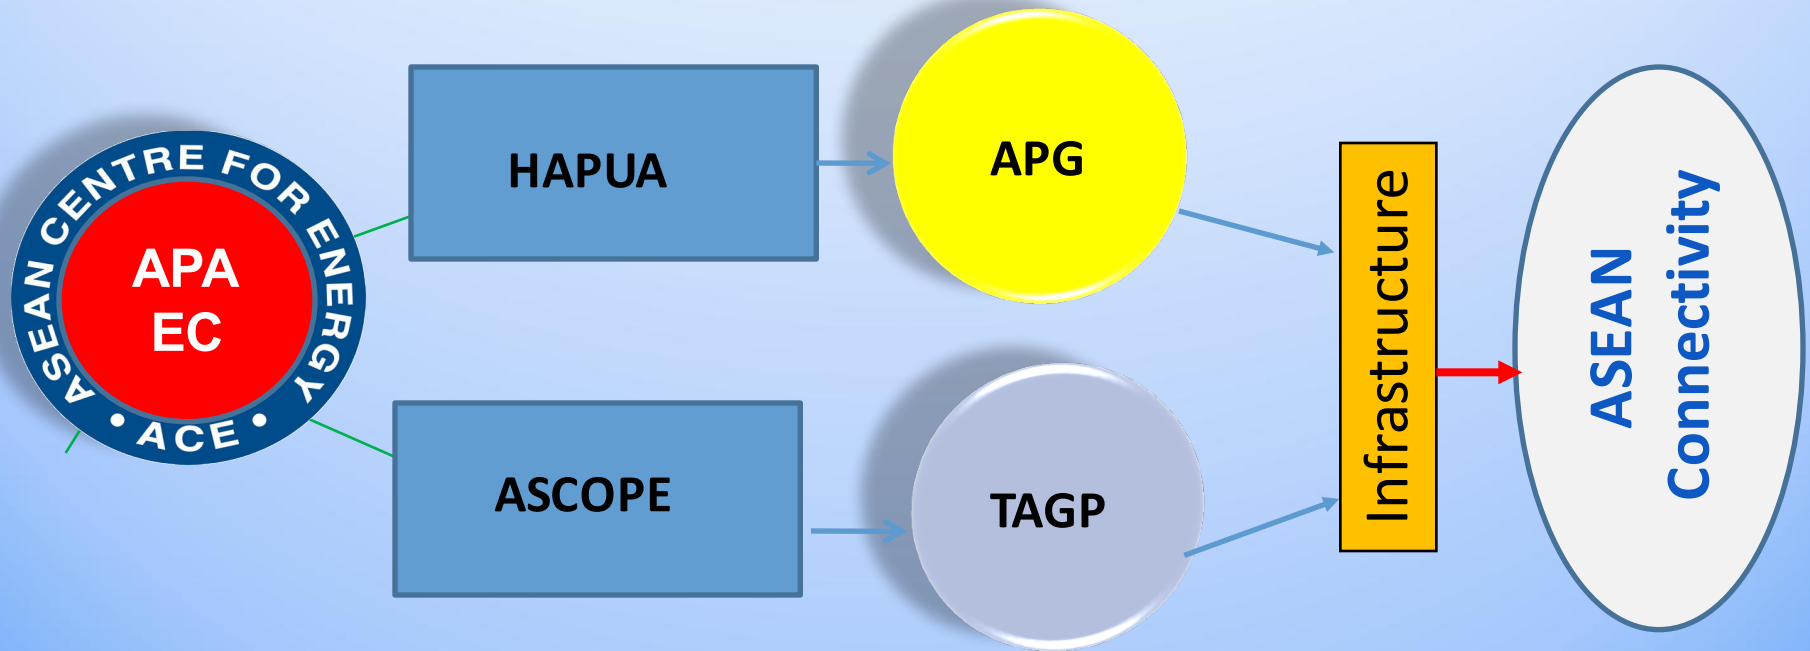 ASEAN CENTRE FOR ENERGY
• ACE •
APA
EC
HAPUA
APG
ASCOPE
TAGP
Infrastructure
ASEAN
Connectivity